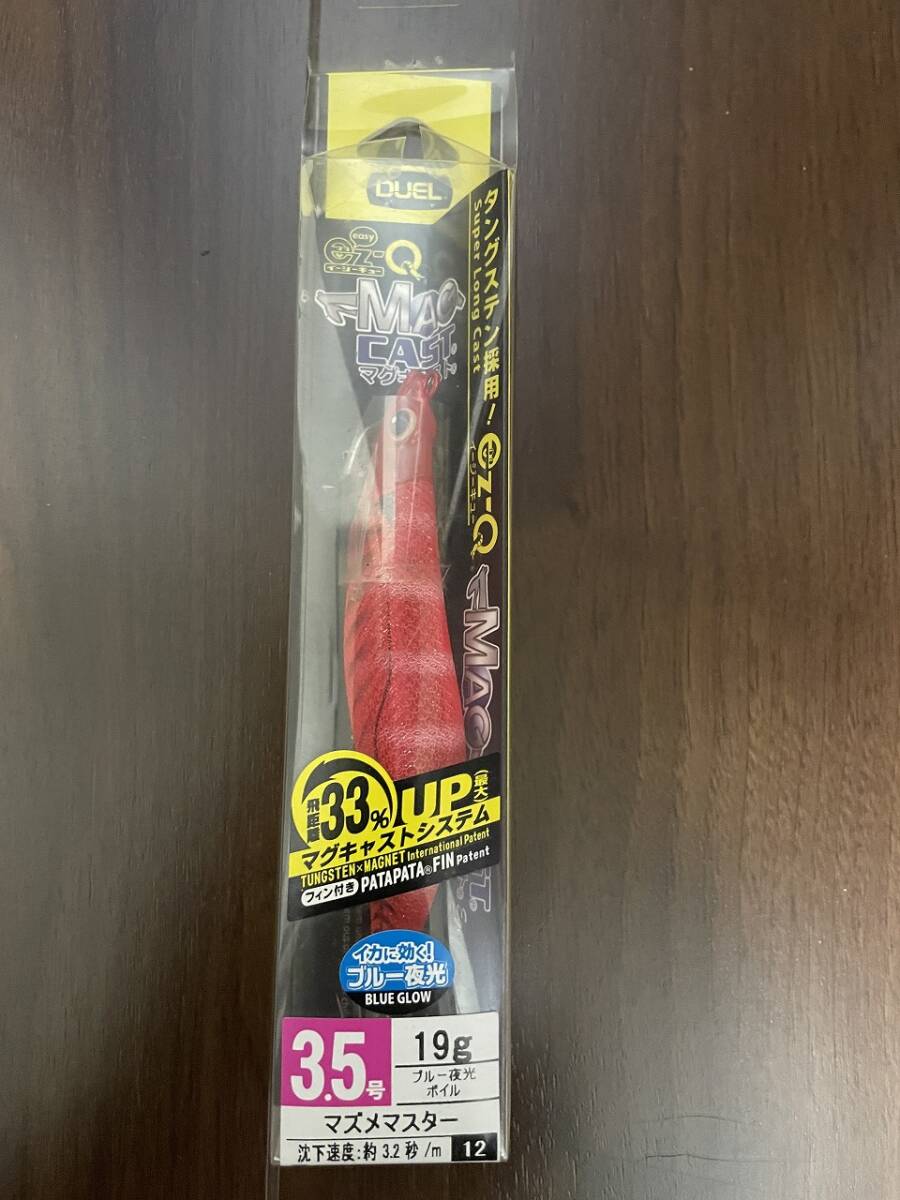 DUEL
easy
ez-Q
イージーキュー
MAG
CAST
マグキャスト
タングステン採用!
Super Long Cast
ez-Q
イージーキュー
MAG
飛距離33%UP(最大)
マグキャストシステム
TUNGSTEN×MAGNET International Patent
フィン付き PATAPATA®FIN Patent
イカに効く!
ブルー夜光
BLUE GLOW
3.5号
19g
ブルー夜光
ボイル
マズメマスター
沈下速度:約3.2秒/m 12